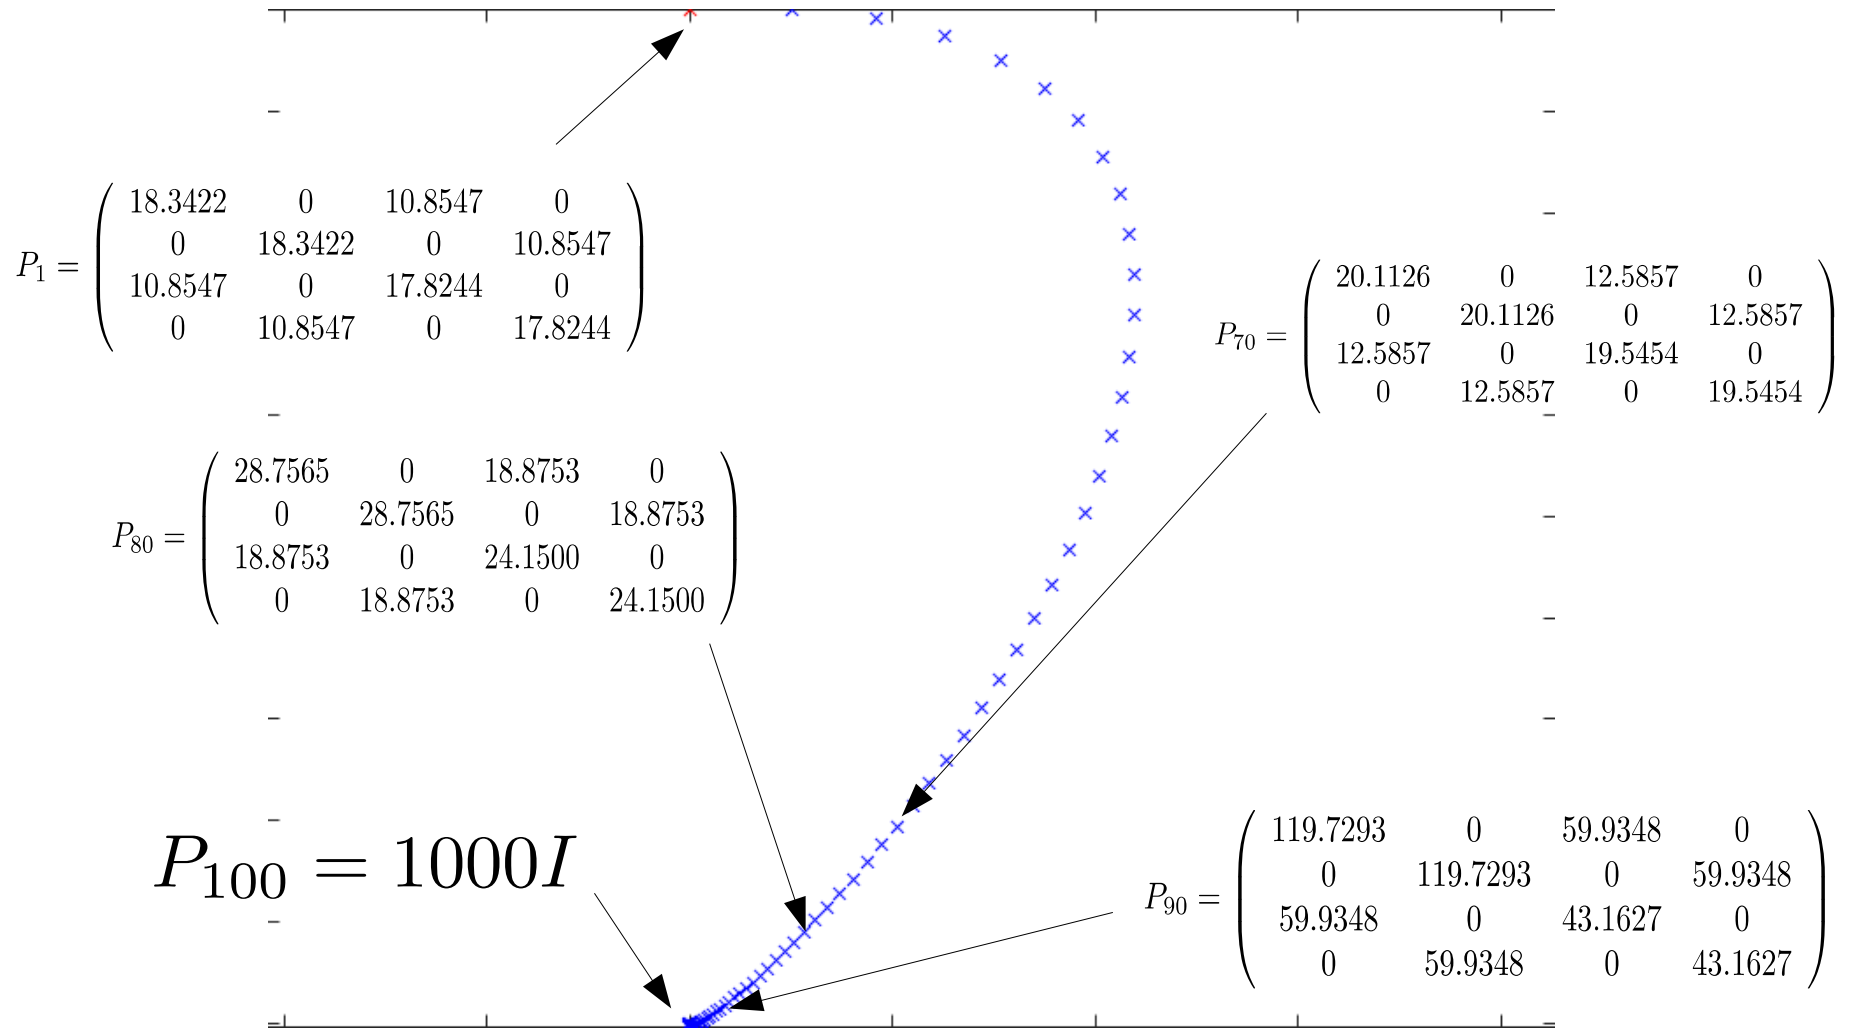 P₁ =
18.3422 0 10.8547 0
0 18.3422 0 10.8547
10.8547 0 17.8244 0
0 10.8547 0 17.8244
P₇₀ =
20.1126 0 12.5857 0
0 20.1126 0 12.5857
12.5857 0 19.5454 0
0 12.5857 0 19.5454
P₈₀ =
28.7565 0 18.8753 0
0 28.7565 0 18.8753
18.8753 0 24.1500 0
0 18.8753 0 24.1500
P₁₀₀ = 1000I
P₉₀ =
119.7293 0 59.9348 0
0 119.7293 0 59.9348
59.9348 0 43.1627 0
0 59.9348 0 43.1627